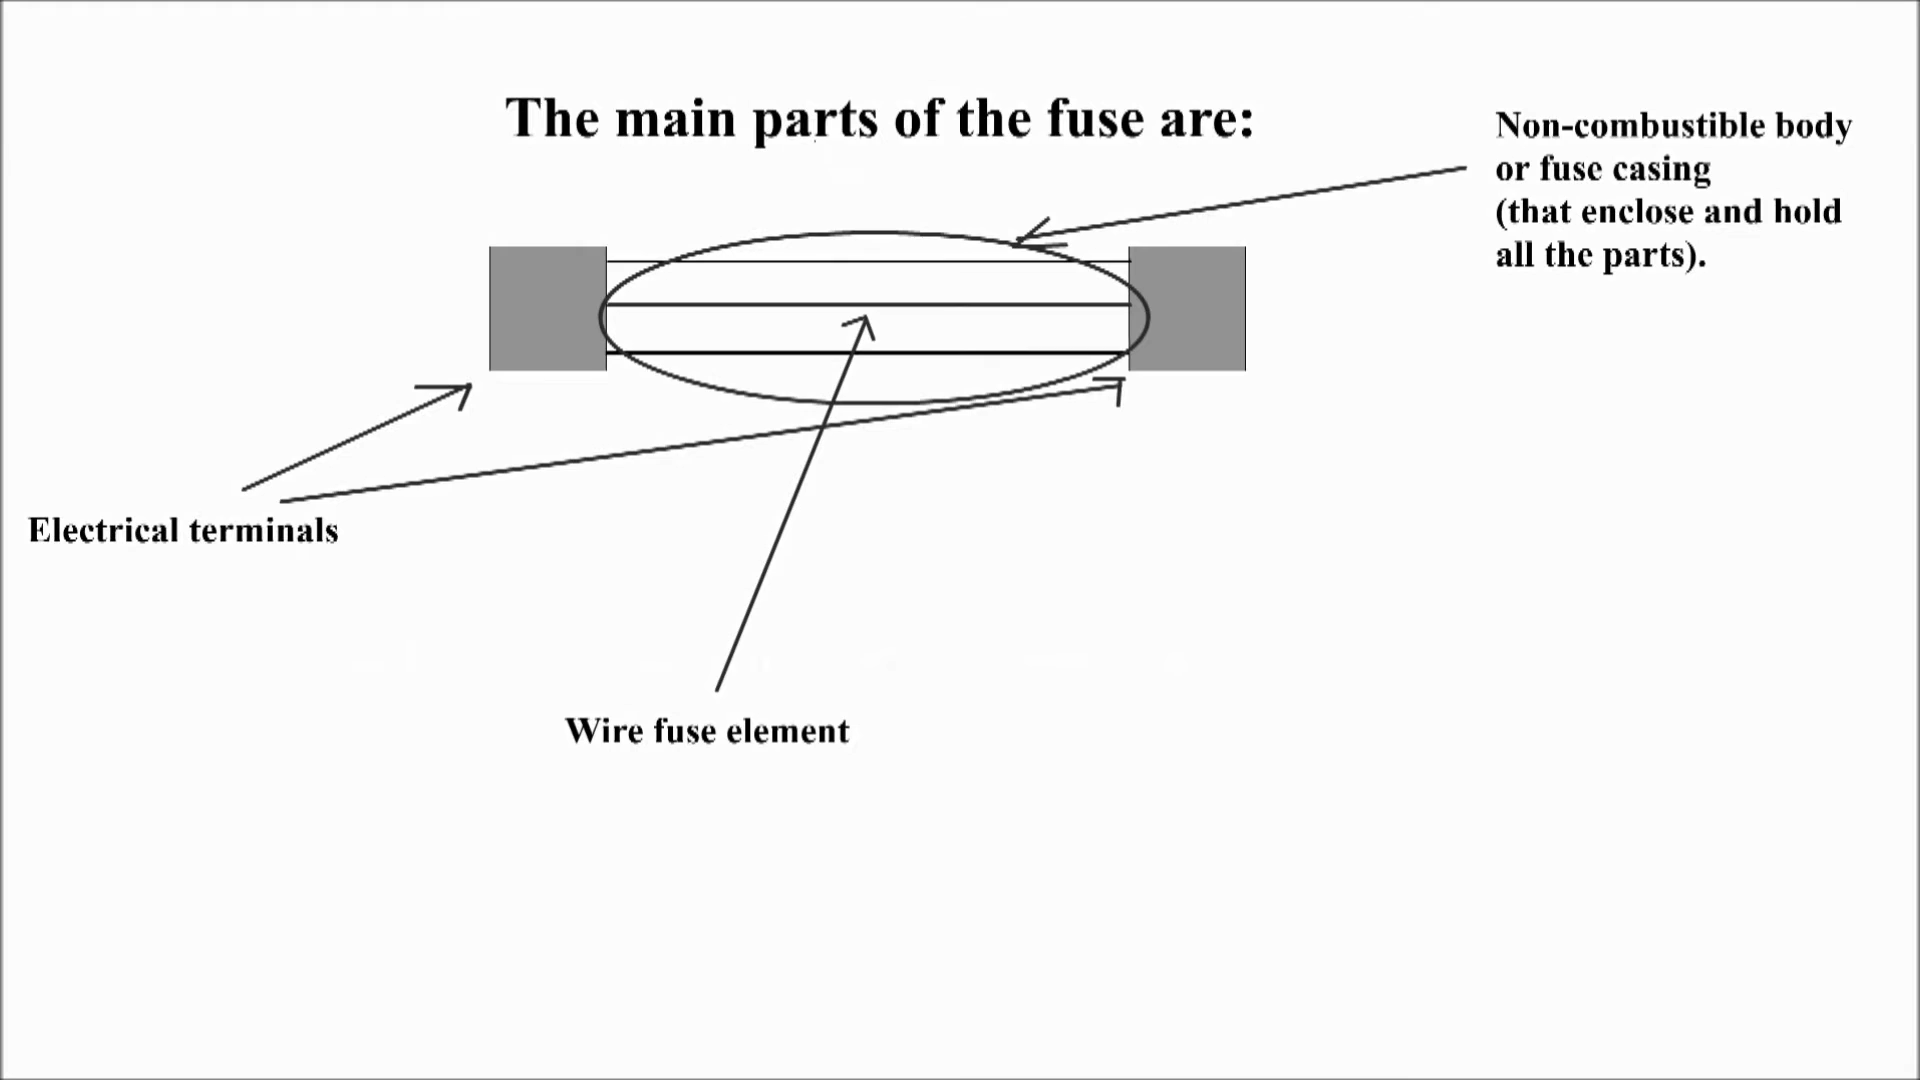 The main parts of the fuse are:
Non-combustible body
or fuse casing
(that enclose and hold
all the parts).
Electrical terminals
Wire fuse element